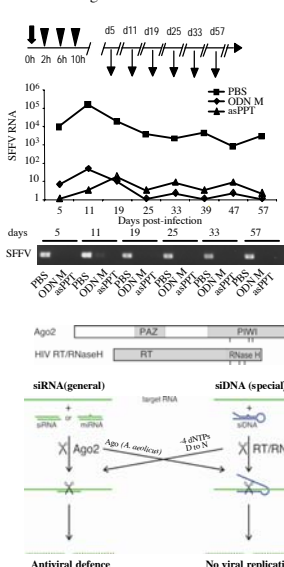 d5 d11 d19 d25 d33 d57
0h 2h 6h 10h
SFFV RNA
10⁶
10⁵
10⁴
10³
10²
10
1
PBS
ODN M
asPPT
5 11 19 25 33 39 47 57
Days post-infection
days 5 11 19 25 33 57
SFFV
PBS ODN M asPPT PBS ODN M asPPT PBS ODN M asPPT PBS ODN M asPPT PBS ODN M asPPT PBS ODN M asPPT
Ago2 PAZ PIWI
HIV RT/RNaseH RT RNase H
siRNA(general) siDNA (special)
target RNA
+ +
siRNA or miRNA siDNA
Ago2 Ago (A. aeolicus) -4 dNTPs RT/RN
D to N
Antiviral defence No viral replicati